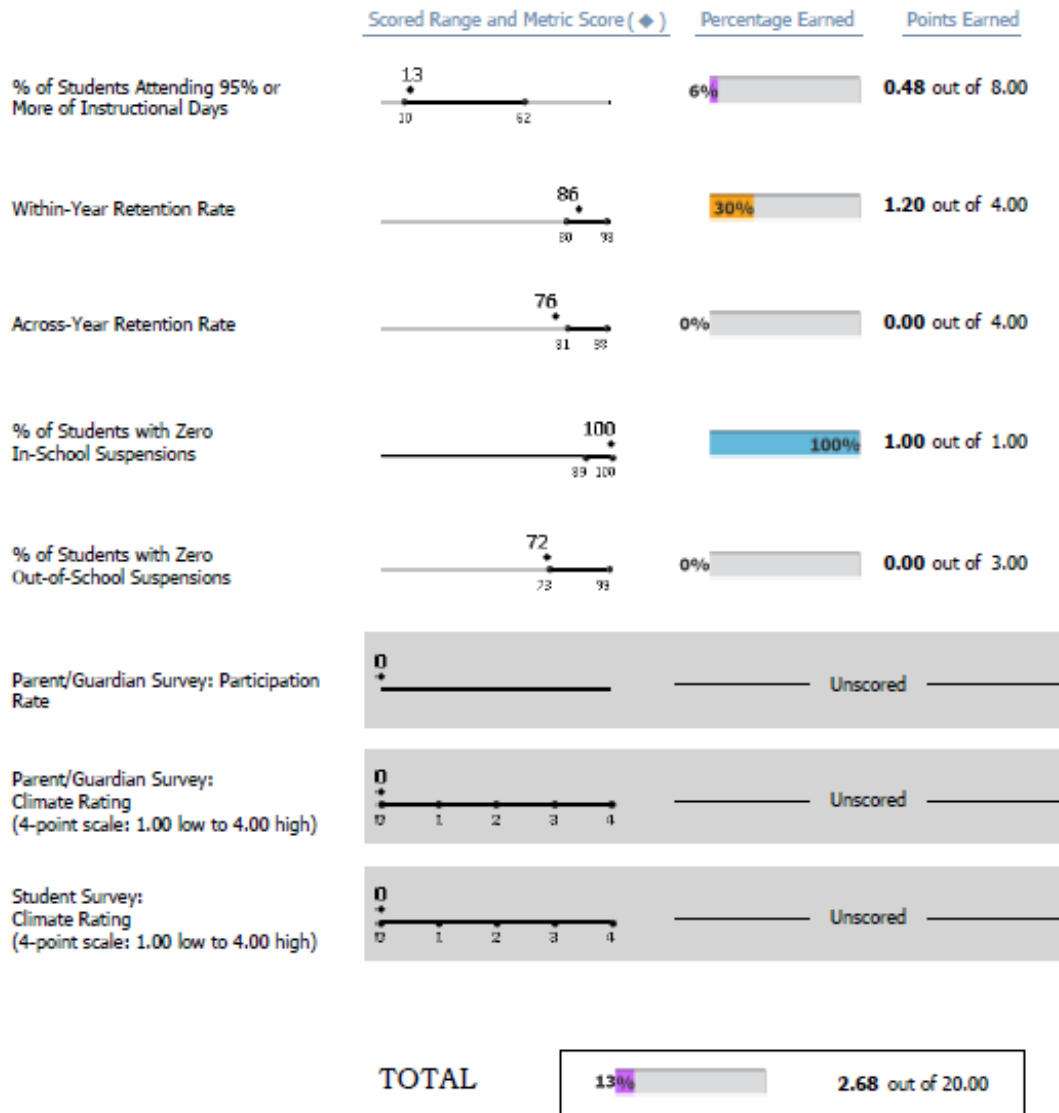 Scored Range and Metric Score ( ◆ ) Percentage Earned Points Earned
% of Students Attending 95% or
More of Instructional Days
13
10 62
6%
0.48 out of 8.00
Within-Year Retention Rate
86
80 98
30%
1.20 out of 4.00
Across-Year Retention Rate
76
81 98
0%
0.00 out of 4.00
% of Students with Zero
In-School Suspensions
100
89 100
100%
1.00 out of 1.00
% of Students with Zero
Out-of-School Suspensions
72
73 99
0%
0.00 out of 3.00
Parent/Guardian Survey: Participation
Rate
0
Unscored
Parent/Guardian Survey:
Climate Rating
(4-point scale: 1.00 low to 4.00 high)
0
0 1 2 3 4
Unscored
Student Survey:
Climate Rating
(4-point scale: 1.00 low to 4.00 high)
0
0 1 2 3 4
Unscored
TOTAL
13%
2.68 out of 20.00